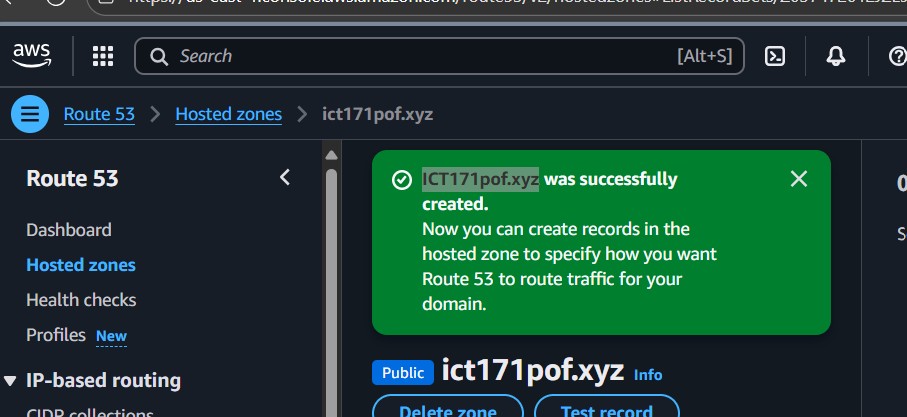 aws
Search
[Alt+S]
Route 53 > Hosted zones > ict171pof.xyz
Route 53
Dashboard
Hosted zones
Health checks
Profiles New
IP-based routing
CIDR collections
ICT171pof.xyz was successfully
created.
Now you can create records in the
hosted zone to specify how you want
Route 53 to route traffic for your
domain.
Public ict171pof.xyz Info
Delete zone
Test record